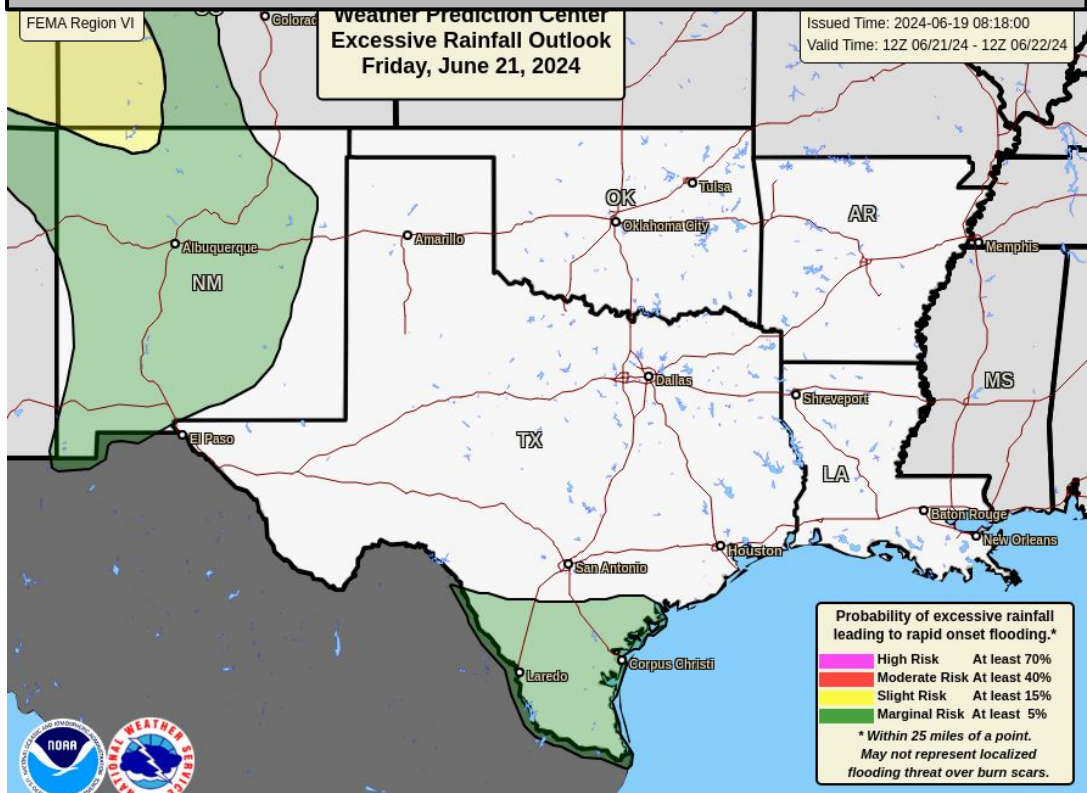 FEMA Region VI
Weather Prediction Center
Excessive Rainfall Outlook
Friday, June 21, 2024
Issued Time: 2024-06-19 08:18:00
Valid Time: 12Z 06/21/24 - 12Z 06/22/24
Tulsa
OK
Oklahoma City
AR
Albuquerque
Amarillo
Memphis
NM
Dallas
MS
Shreveport
El Paso
TX
LA
Baton Rouge
New Orleans
Houston
San Antonio
Corpus Christi
Laredo
Probability of excessive rainfall
leading to rapid onset flooding.*
High Risk At least 70%
Moderate Risk At least 40%
Slight Risk At least 15%
Marginal Risk At least 5%
* Within 25 miles of a point.
May not represent localized
flooding threat over burn scars.
NOAA
NATIONAL WEATHER SERVICE